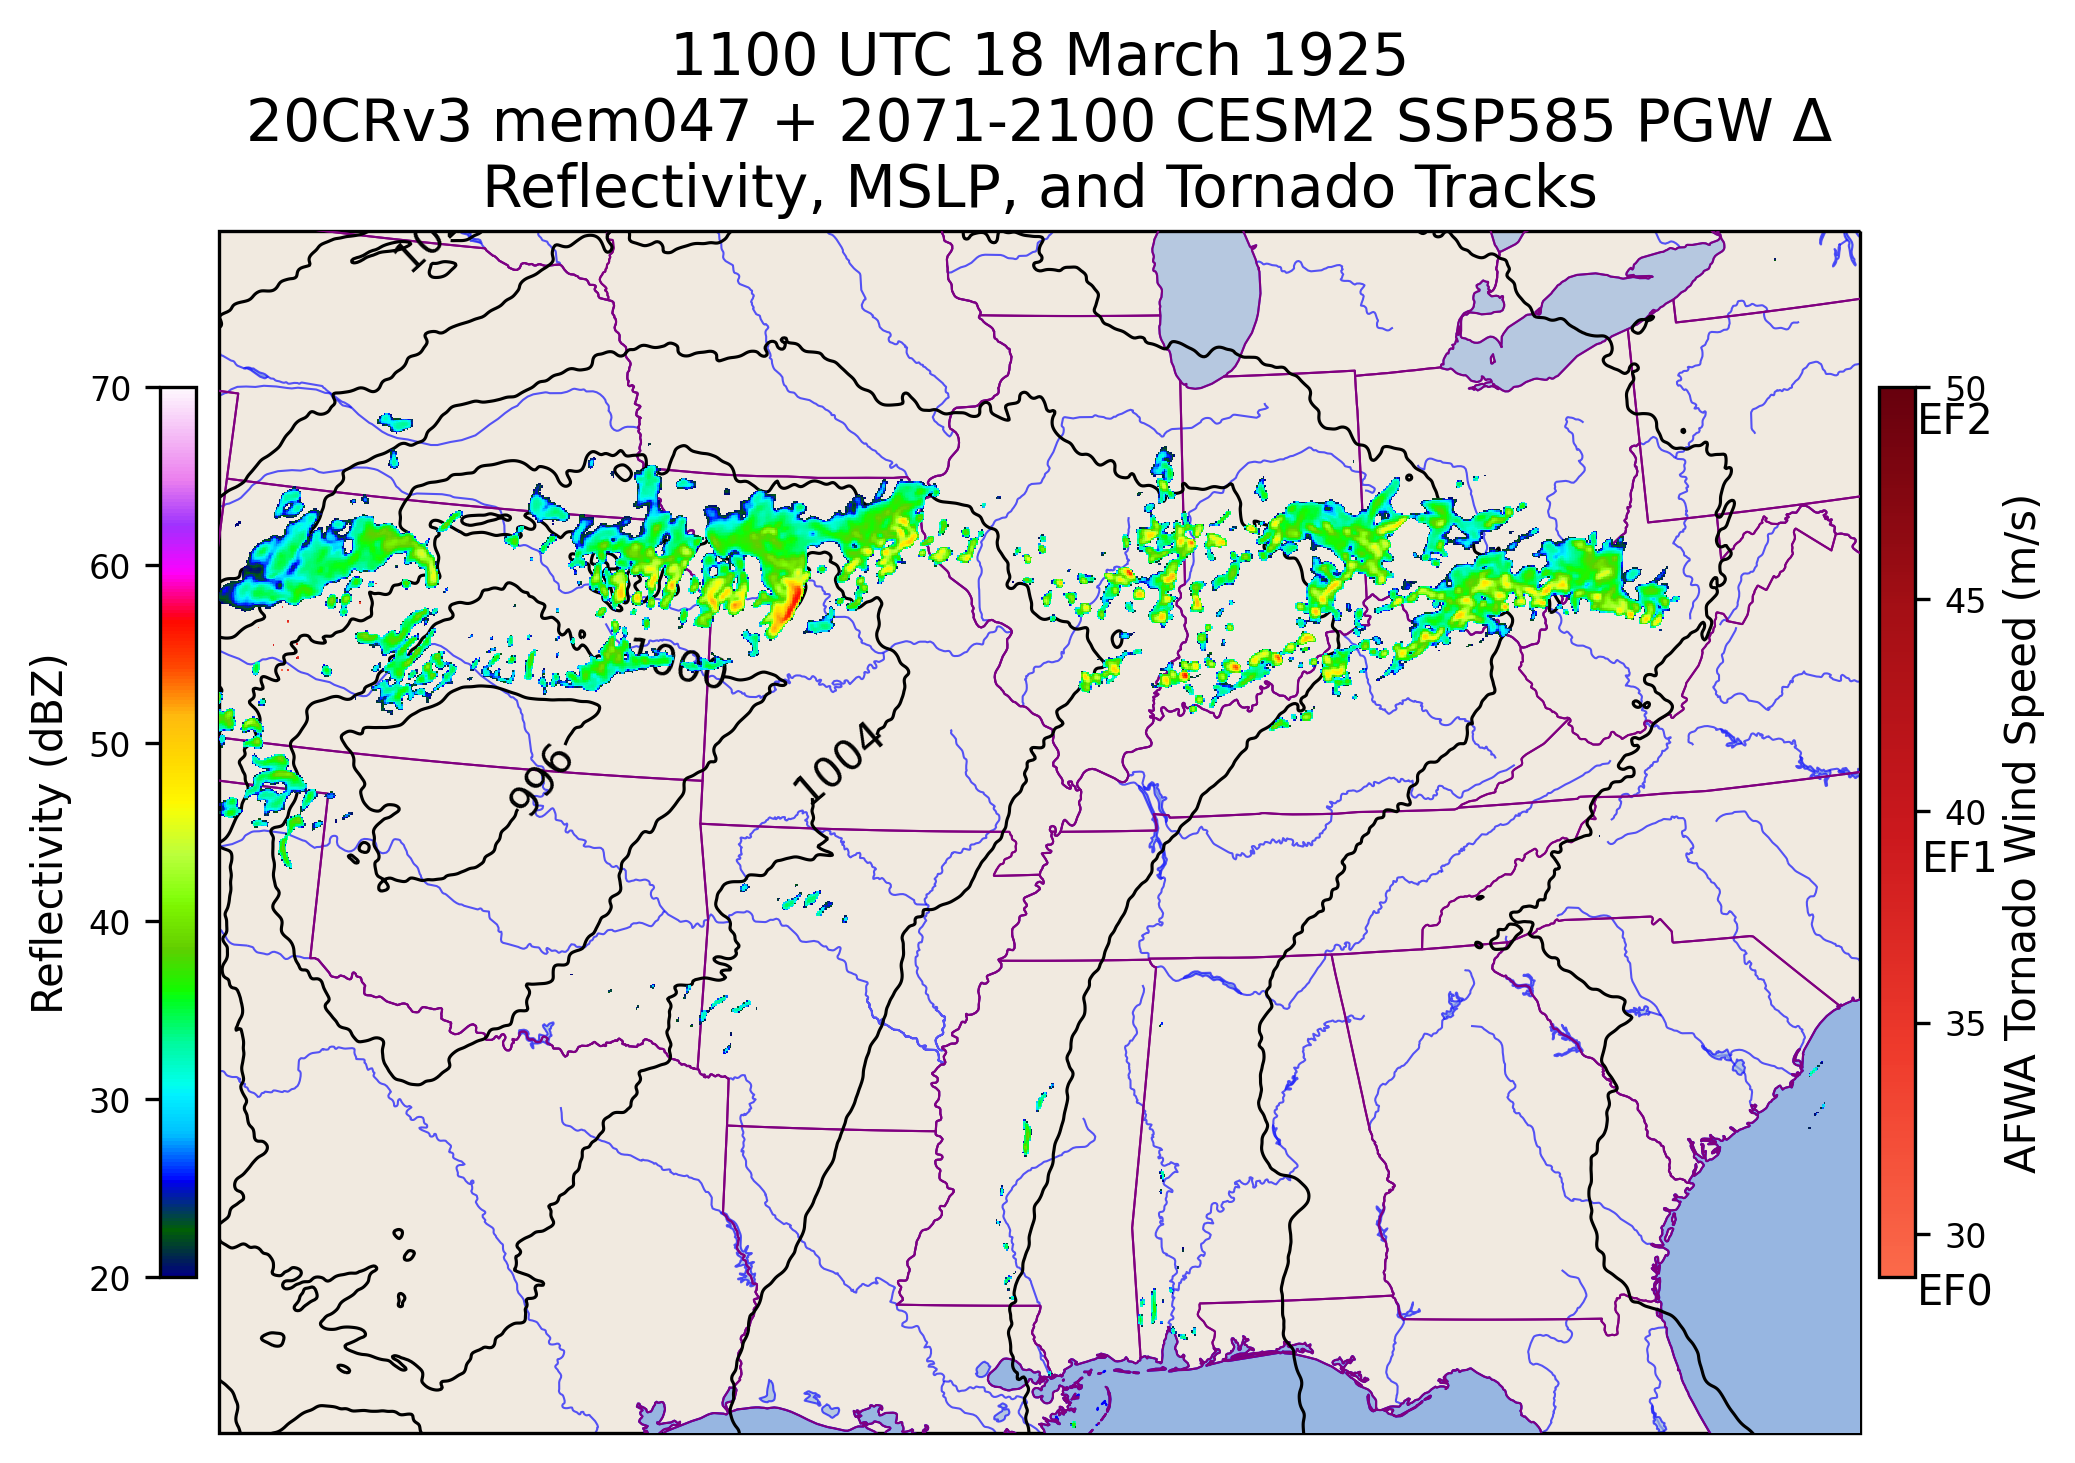 1100 UTC 18 March 1925
20CRv3 mem047 + 2071-2100 CESM2 SSP585 PGW Δ
Reflectivity, MSLP, and Tornado Tracks
70
60
50
40
30
20
Reflectivity (dBZ)
1000
996
1004
50
EF2
45
40
EF1
35
30
EF0
AFWA Tornado Wind Speed (m/s)